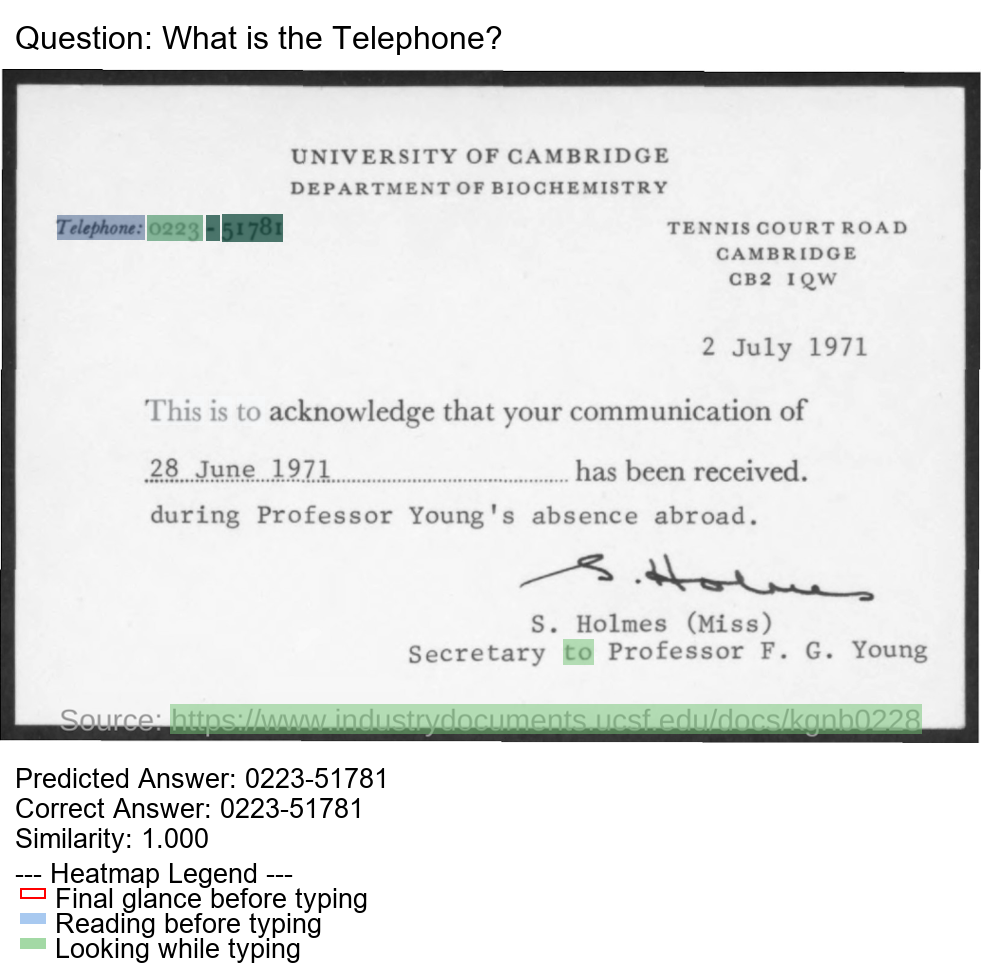 Question: What is the Telephone?
UNIVERSITY OF CAMBRIDGE
DEPARTMENT OF BIOCHEMISTRY
Telephone: 0223 - 51781
TENNIS COURT ROAD
CAMBRIDGE
CB2 1QW
2 July 1971
This is to acknowledge that your communication of
28 June 1971 has been received.
during Professor Young's absence abroad.
S. Holmes
S. Holmes (Miss)
Secretary to Professor F. G. Young
Source: https://www.industrydocuments.ucsf.edu/docs/kgnb0228
Predicted Answer: 0223-51781
Correct Answer: 0223-51781
Similarity: 1.000
--- Heatmap Legend ---
Final glance before typing
Reading before typing
Looking while typing